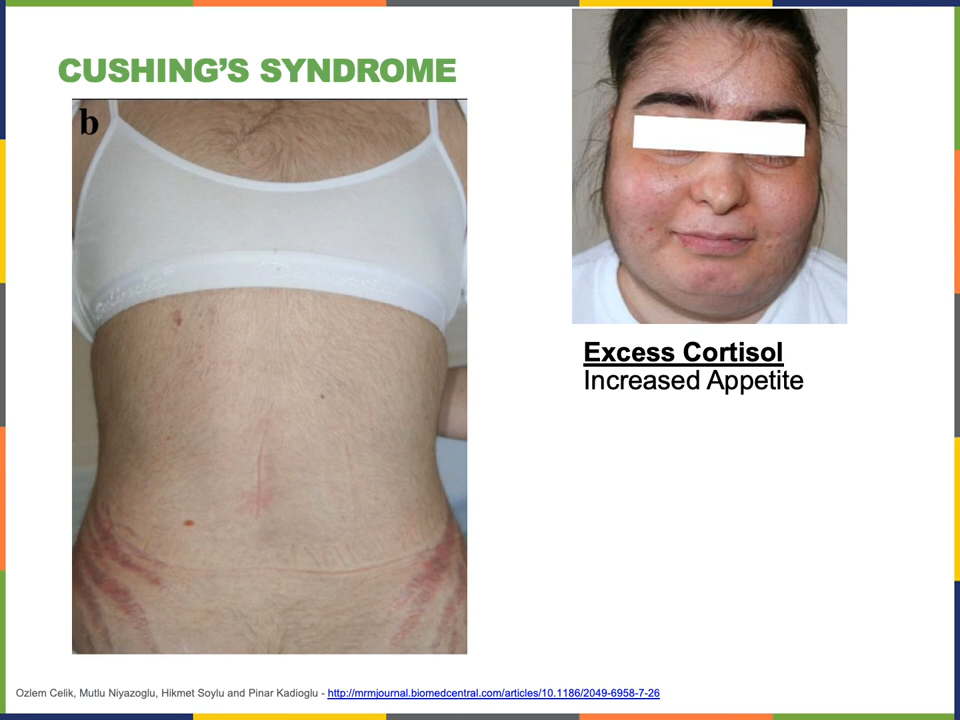 CUSHING'S SYNDROME
b
Excess Cortisol
Increased Appetite
Ozlem Celik, Mutlu Niyazoglu, Hikmet Soylu and Pinar Kadioglu - http://mrmjournal.biomedcentral.com/articles/10.1186/2049-6958-7-26